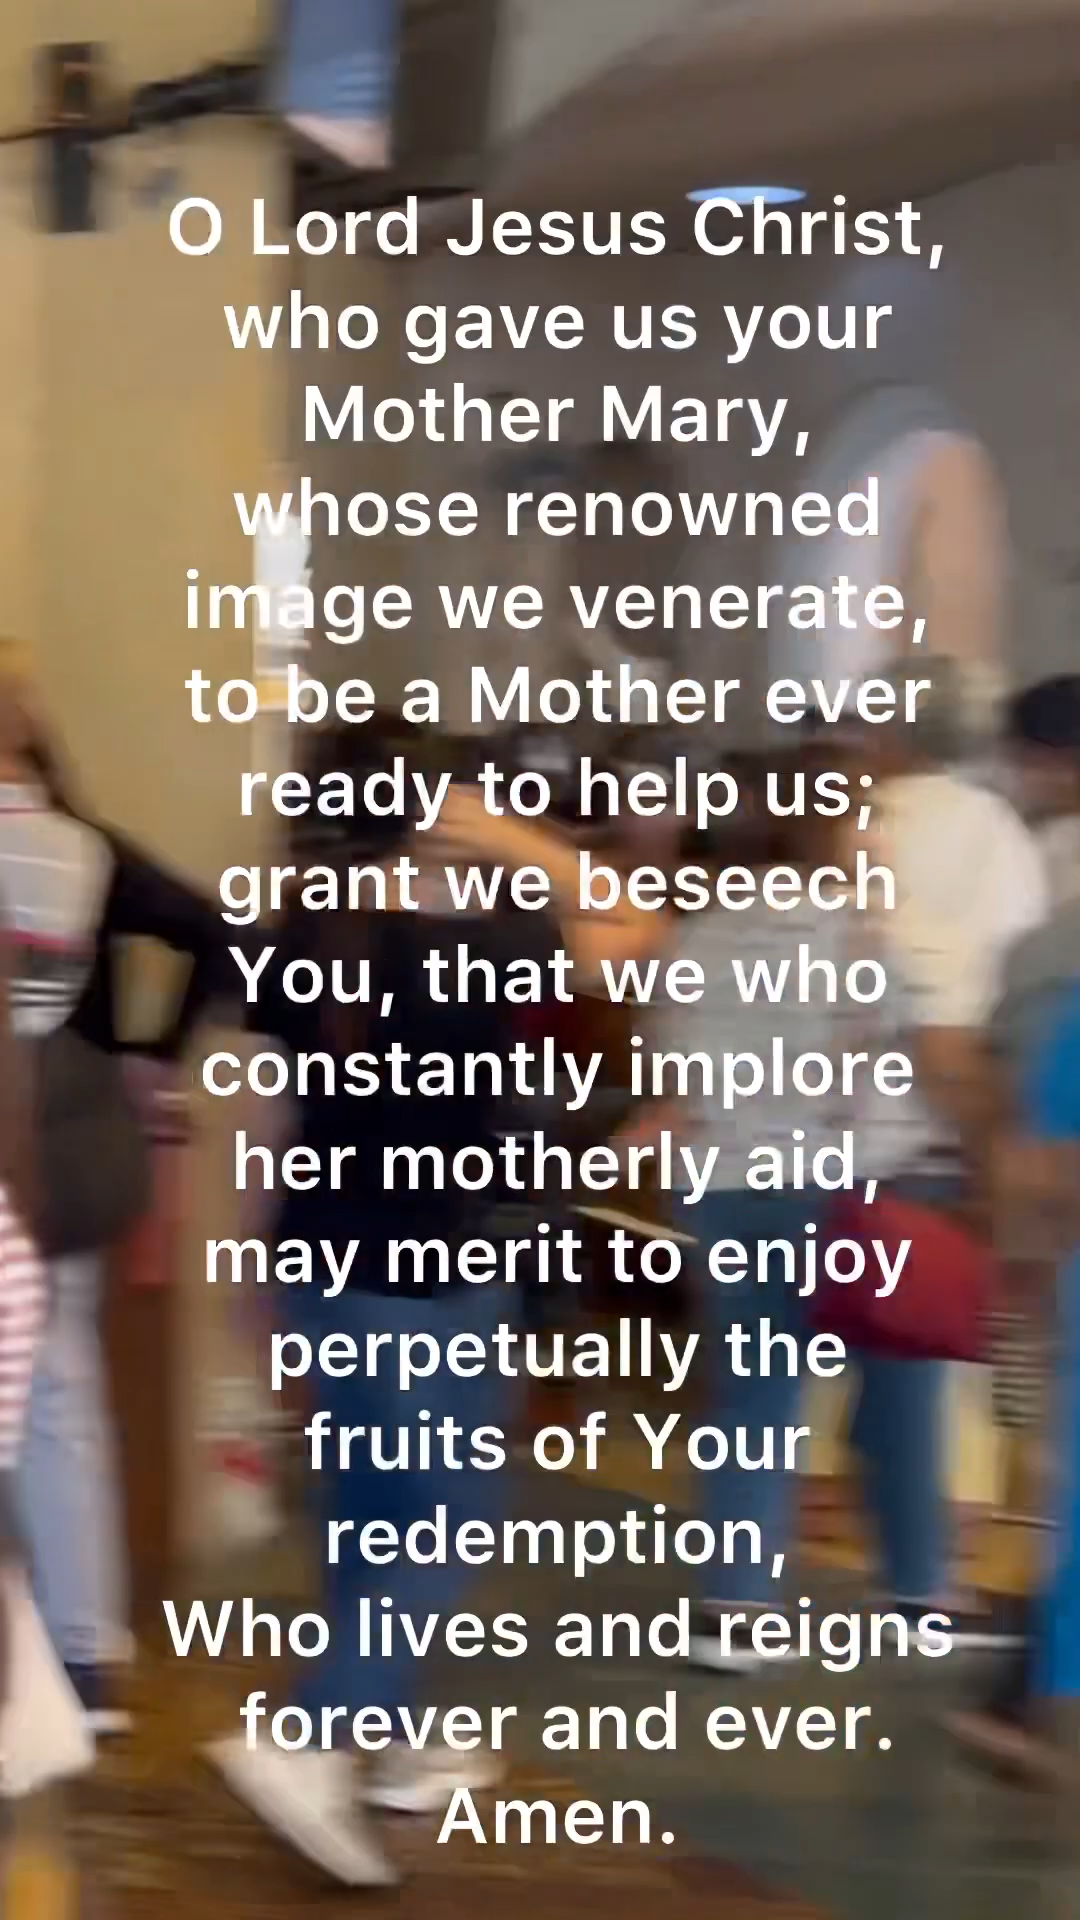 O Lord Jesus Christ,
who gave us your
Mother Mary,
whose renowned
image we venerate,
to be a Mother ever
ready to help us;
grant we beseech
You, that we who
constantly implore
her motherly aid,
may merit to enjoy
perpetually the
fruits of Your
redemption,
Who lives and reigns
forever and ever.
Amen.